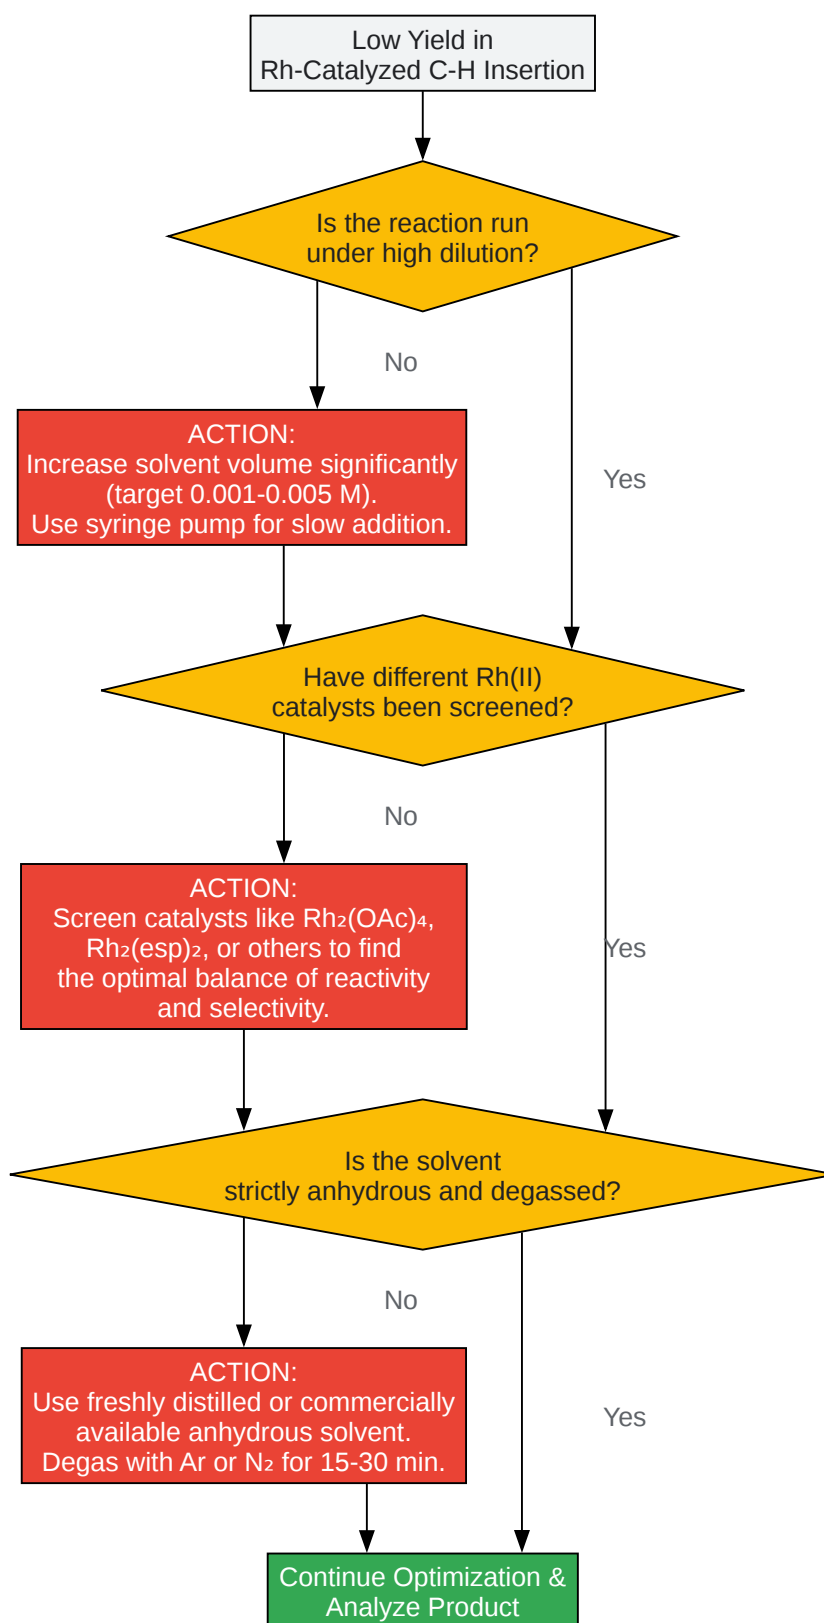 Low Yield in
Rh-Catalyzed C-H Insertion
Is the reaction run
under high dilution?
No
ACTION:
Increase solvent volume significantly
(target 0.001-0.005 M).
Use syringe pump for slow addition.
Yes
Have different Rh(II)
catalysts been screened?
No
ACTION:
Screen catalysts like Rh₂(OAc)₄,
Rh₂(esp)₂, or others to find
the optimal balance of reactivity
and selectivity.
Yes
Is the solvent
strictly anhydrous and degassed?
No
ACTION:
Use freshly distilled or commercially
available anhydrous solvent.
Degas with Ar or N₂ for 15-30 min.
Yes
Continue Optimization &
Analyze Product